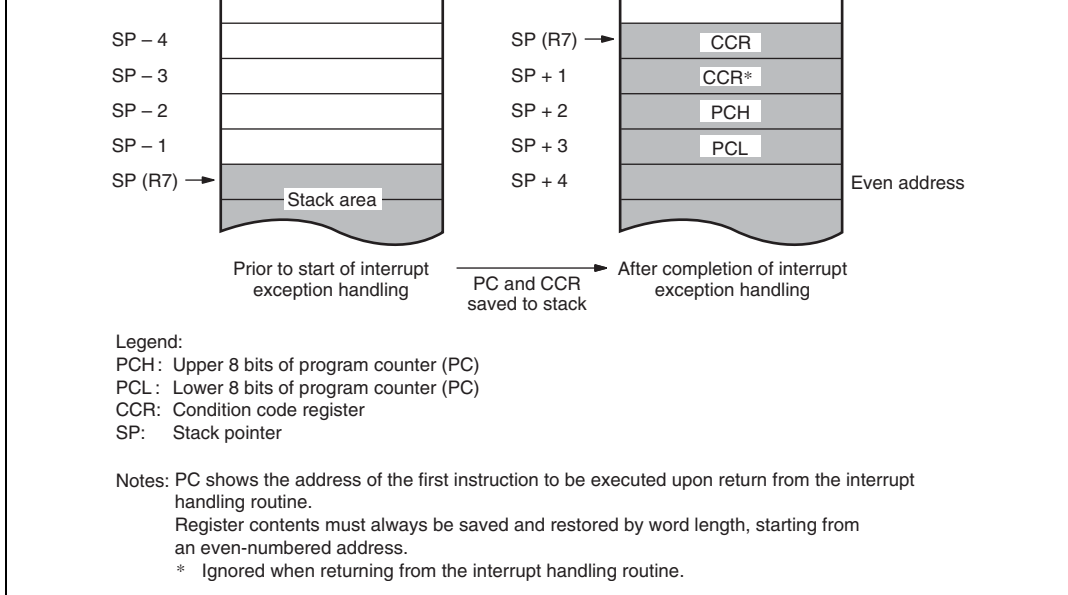 SP – 4
SP – 3
SP – 2
SP – 1
SP (R7)
Stack area
SP (R7)
CCR
SP + 1
CCR*
SP + 2
PCH
SP + 3
PCL
SP + 4
Even address
Prior to start of interrupt
exception handling
PC and CCR
saved to stack
After completion of interrupt
exception handling
Legend:
PCH: Upper 8 bits of program counter (PC)
PCL: Lower 8 bits of program counter (PC)
CCR: Condition code register
SP: Stack pointer
Notes: PC shows the address of the first instruction to be executed upon return from the interrupt
handling routine.
Register contents must always be saved and restored by word length, starting from
an even-numbered address.
* Ignored when returning from the interrupt handling routine.